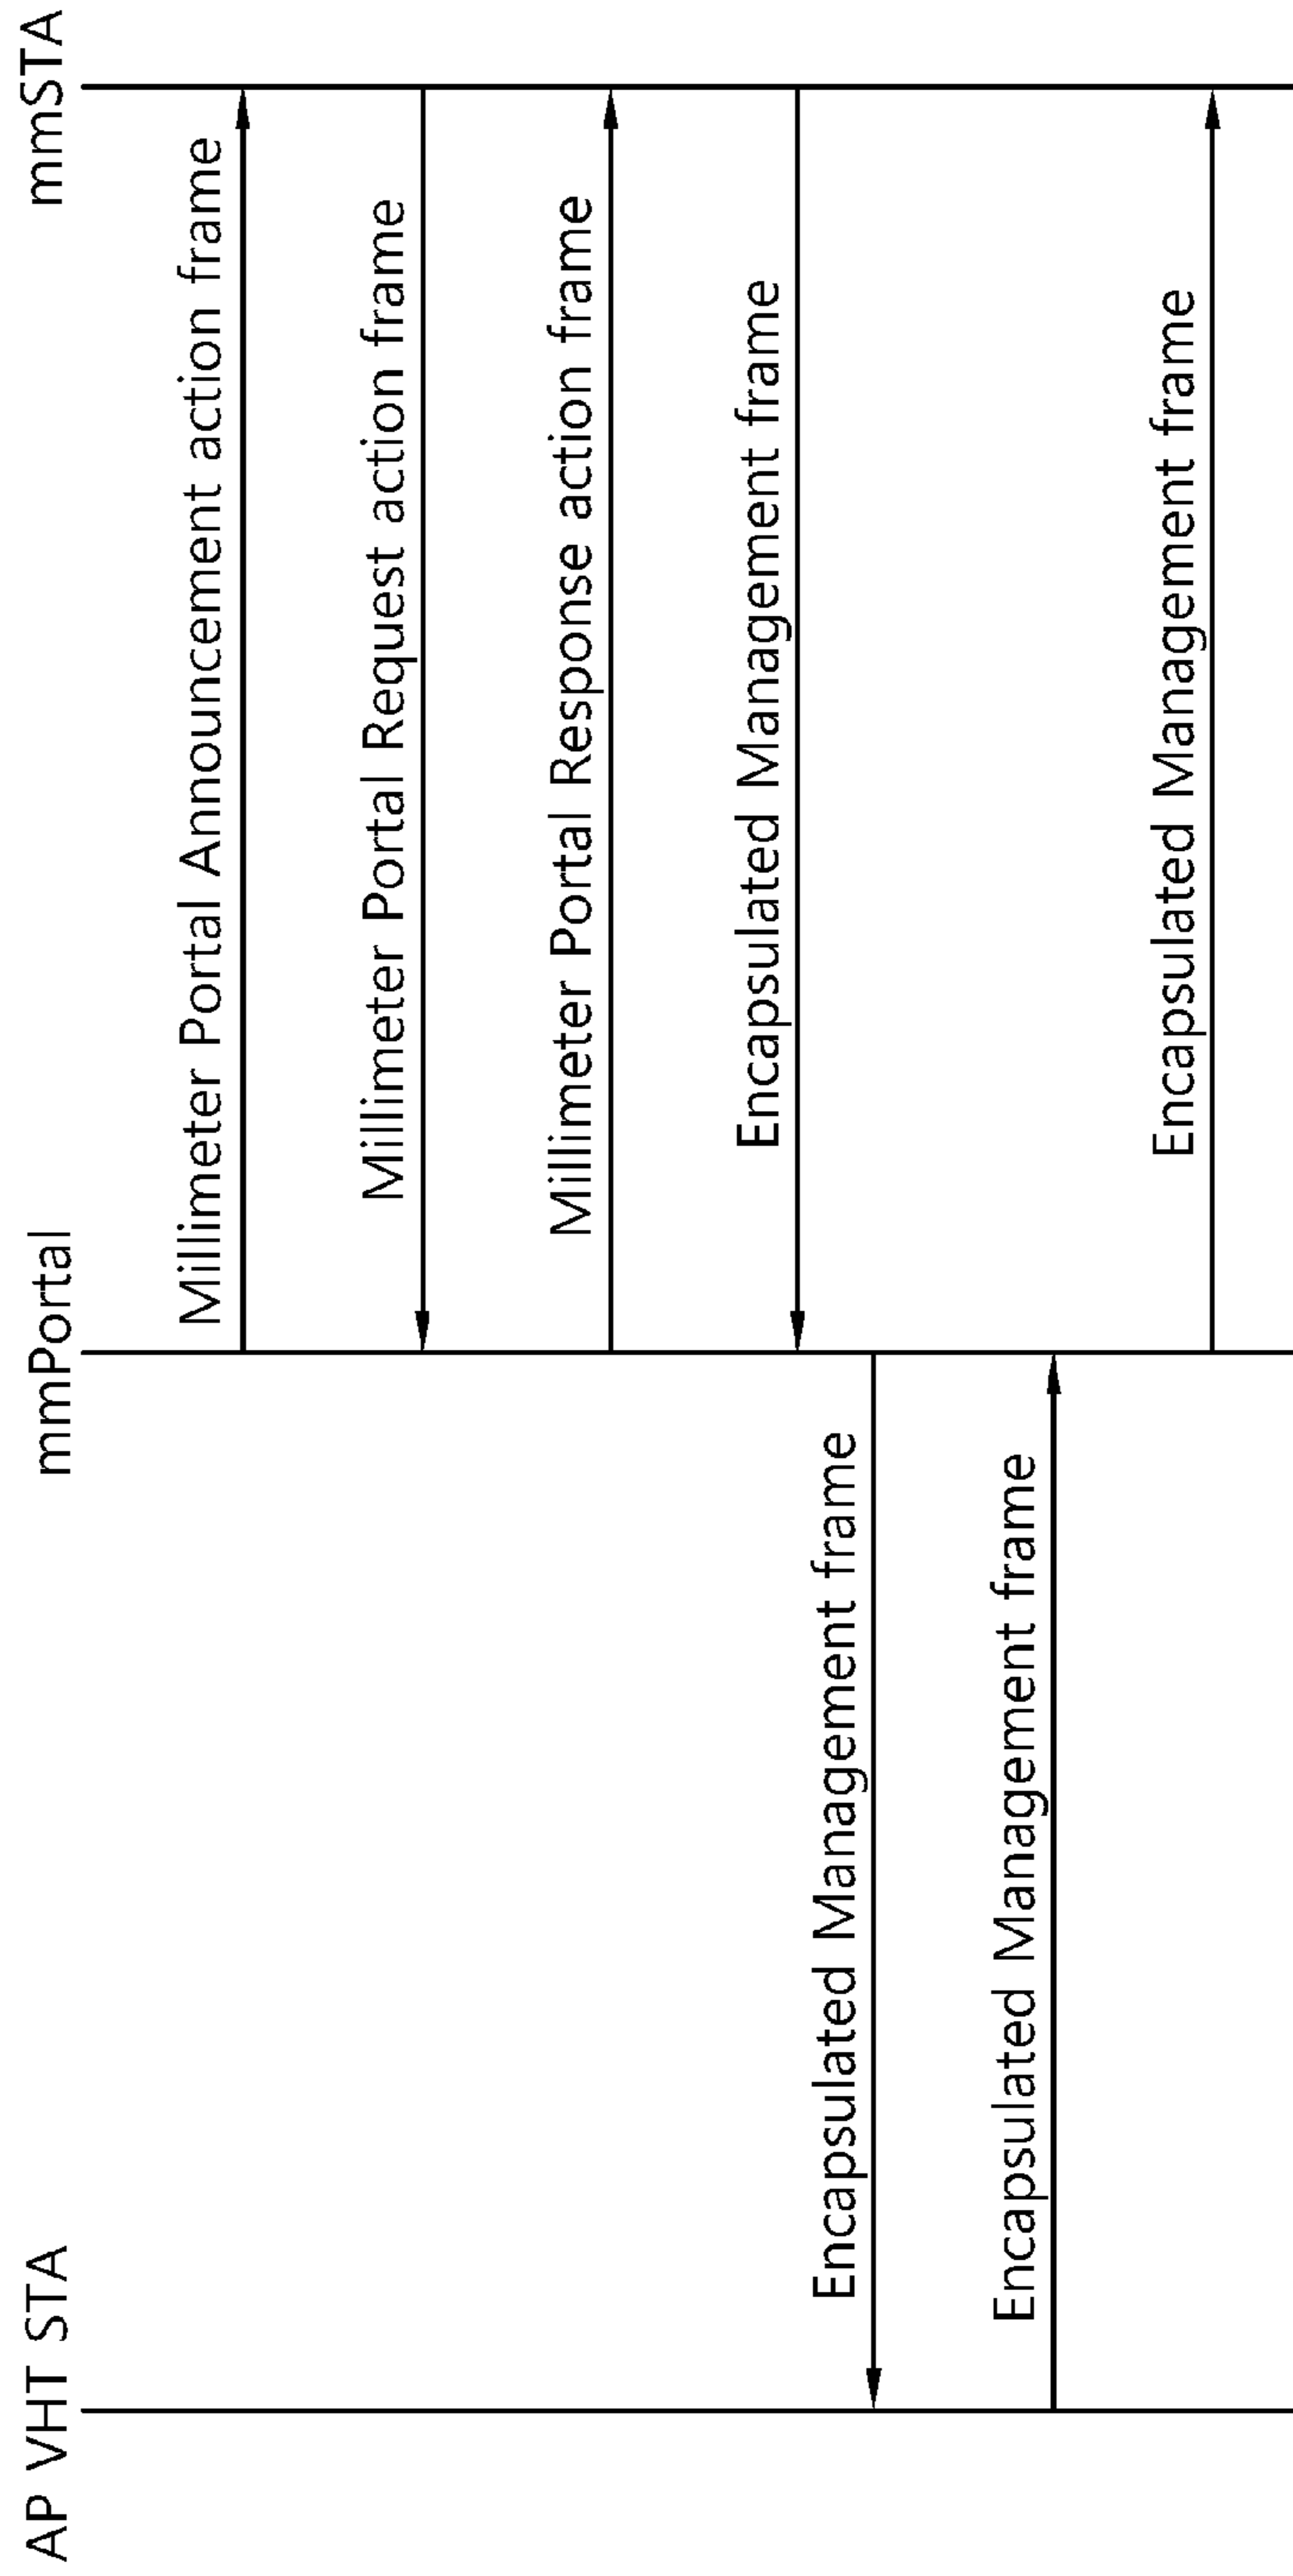 AP VHT STA
mmPortal
mmSTA
Millimeter Portal Announcement action frame
Millimeter Portal Request action frame
Millimeter Portal Response action frame
Encapsulated Management frame
Encapsulated Management frame
Encapsulated Management frame
Encapsulated Management frame